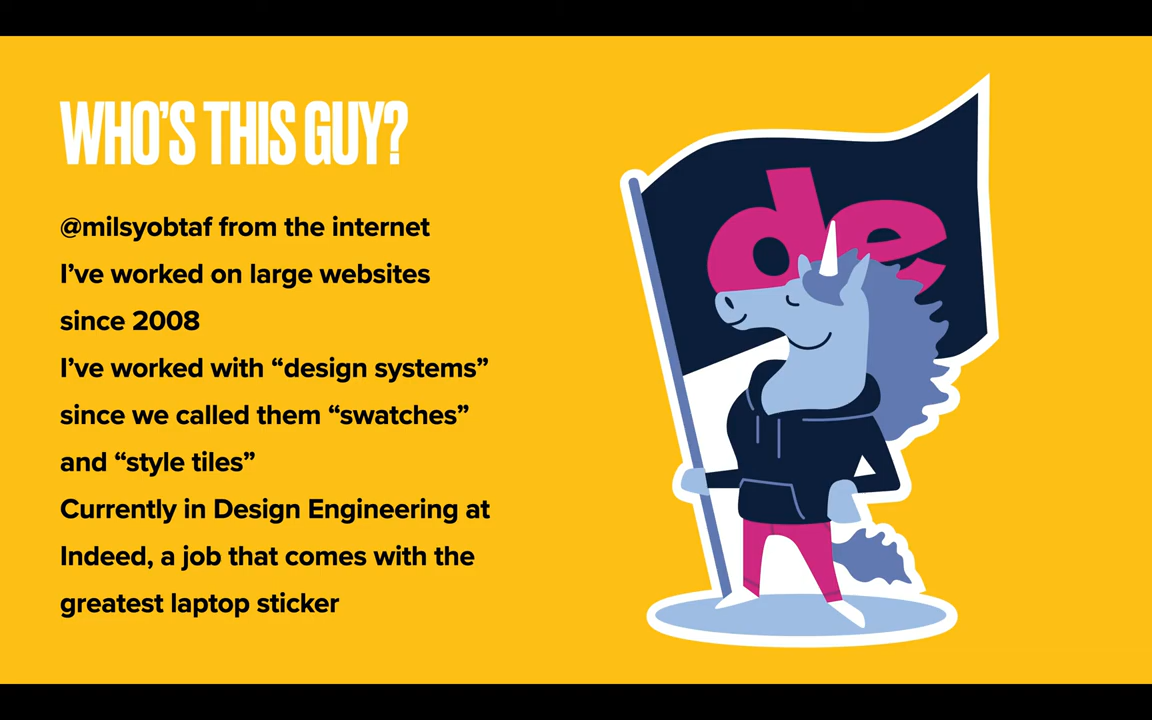 WHO'S THIS GUY?
@milsyobtaf from the internet
I've worked on large websites
since 2008
I've worked with “design systems”
since we called them “swatches”
and “style tiles”
Currently in Design Engineering at
Indeed, a job that comes with the
greatest laptop sticker
de